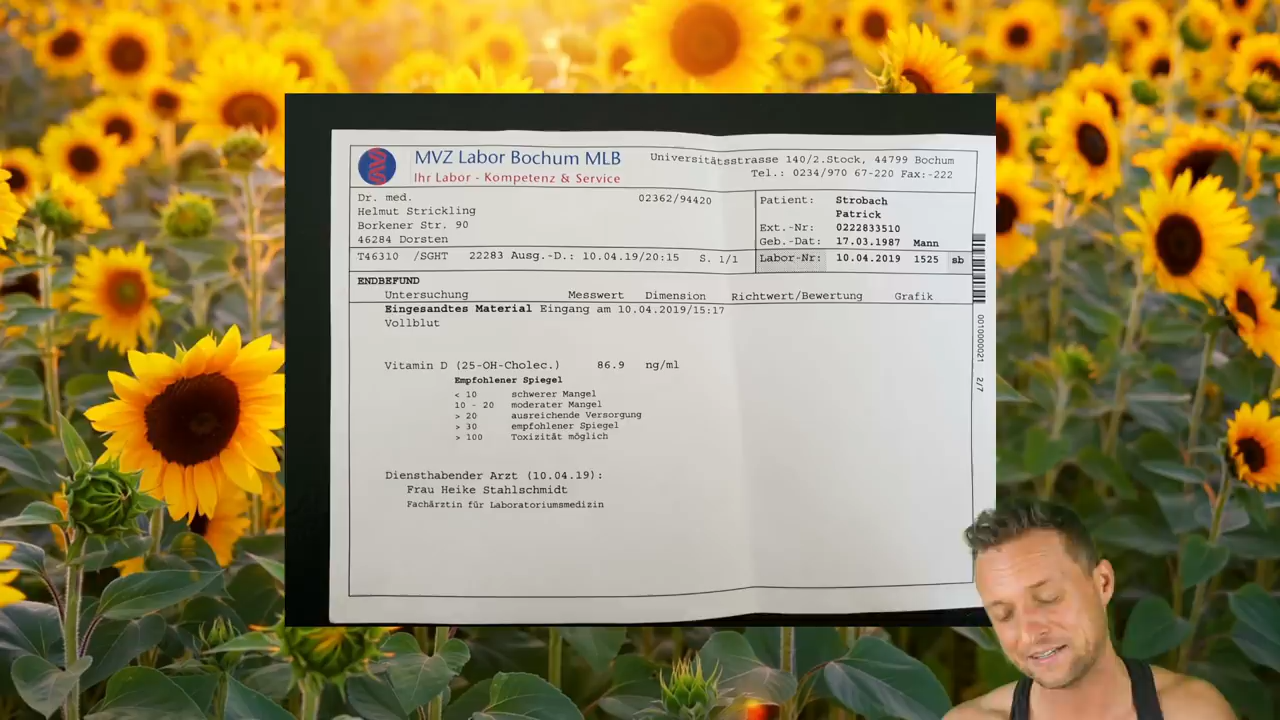 MVZ Labor Bochum MLB
Ihr Labor - Kompetenz & Service
Universitätsstrasse 140/2.Stock, 44799 Bochum
Tel.: 0234/970 67-220 Fax:-222
Dr. med. 02362/94420
Helmut Strickling
Borkener Str. 90
46284 Dorsten
Patient: Strobach
Patrick
Ext.-Nr: 0222833510
Geb.-Dat: 17.03.1987 Mann
T46310 /SGHT 22283 Ausg.-D.: 10.04.19/20:15 S. 1/1
Labor-Nr: 10.04.2019 1525 sb
ENDBEFUND
Untersuchung Messwert Dimension Richtwert/Bewertung Grafik
Eingesandtes Material Eingang am 10.04.2019/15:17
Vollblut
Vitamin D (25-OH-Cholec.) 86.9 ng/ml
Empfohlener Spiegel
< 10 schwerer Mangel
10 - 20 moderater Mangel
> 20 ausreichende Versorgung
> 30 empfohlener Spiegel
> 100 Toxizität möglich
Diensthabender Arzt (10.04.19):
Frau Heike Stahlschmidt
Fachärztin für Laboratoriumsmedizin
0010000021 2/7